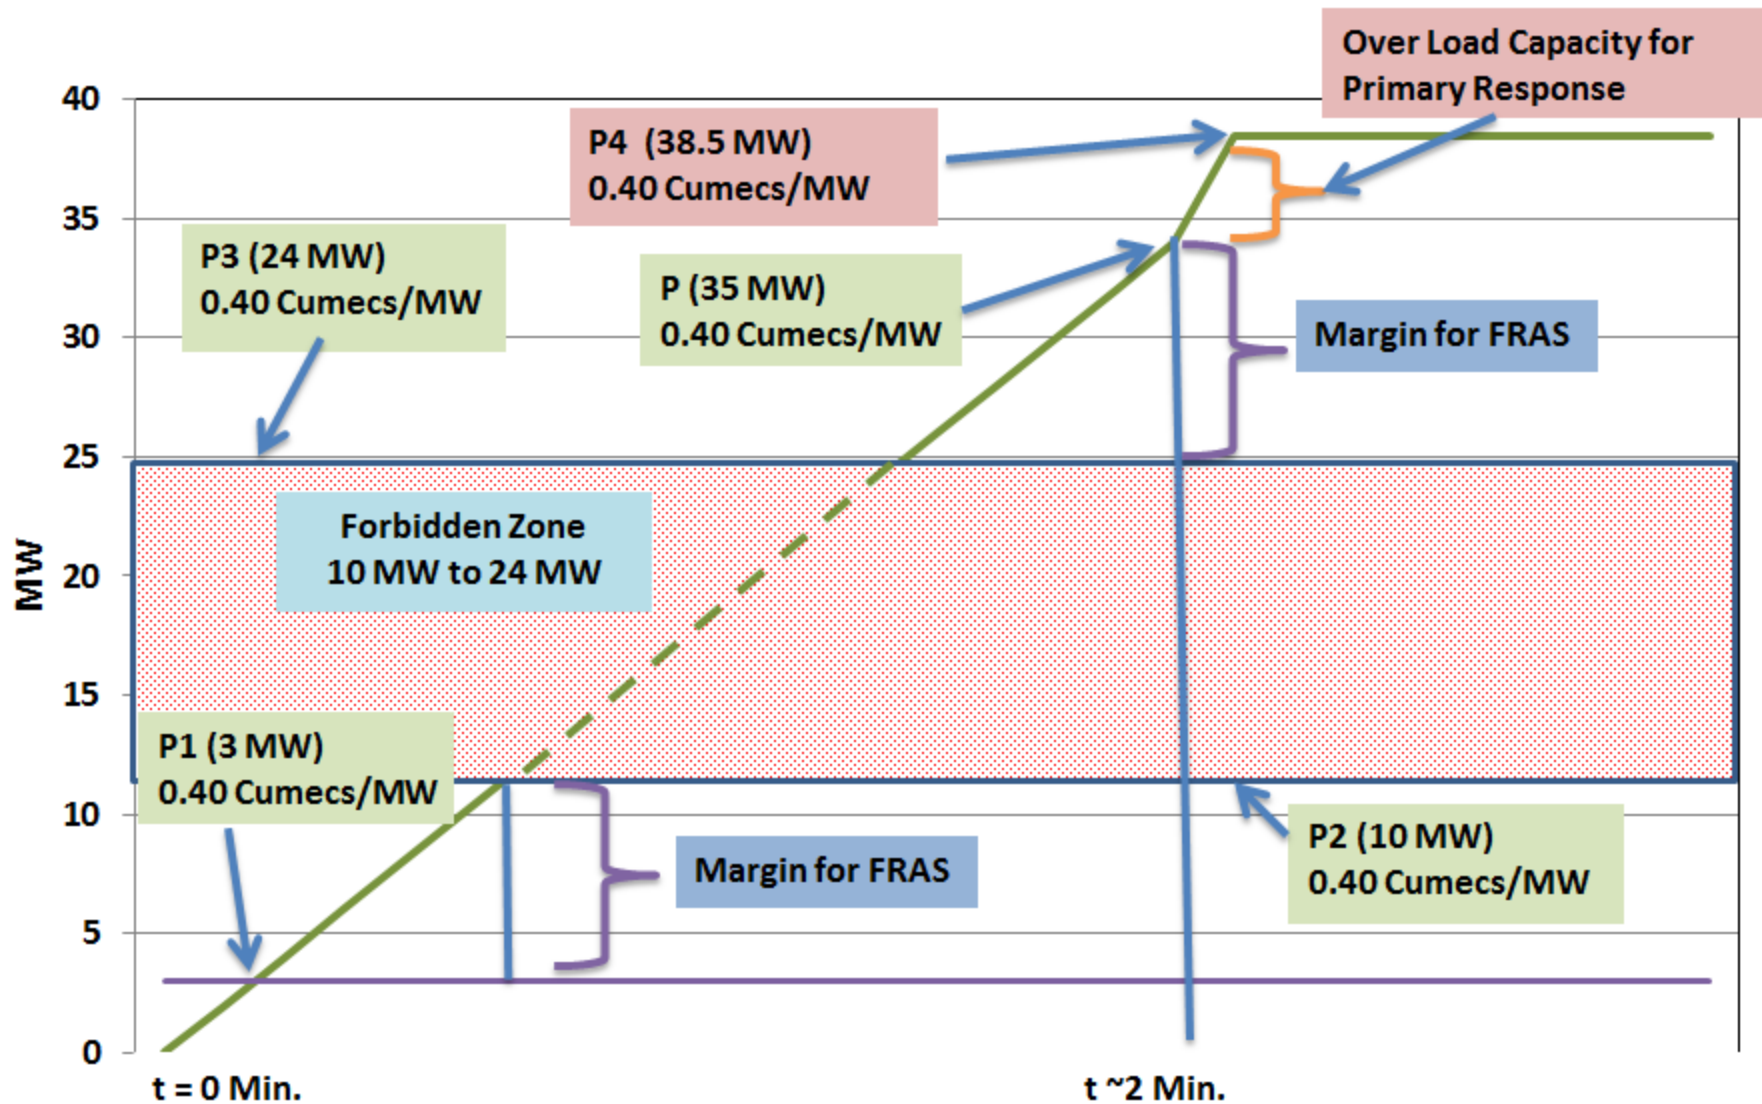 Over Load Capacity for
Primary Response
40
P4  (38.5 MW)
0.40 Cumecs/MW
35
P3 (24 MW)
0.40 Cumecs/MW
P (35 MW)
0.40 Cumecs/MW
30
Margin for FRAS
25
Forbidden Zone
10 MW to 24 MW
MW
20
15
P1 (3 MW)
0.40 Cumecs/MW
10
P2 (10 MW)
0.40 Cumecs/MW
Margin for FRAS
5
0
t = 0 Min.
t ~2 Min.